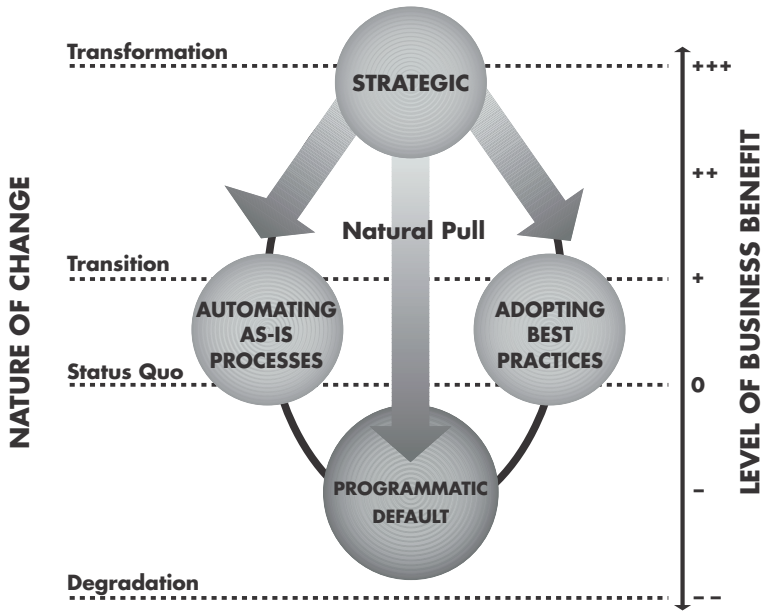 Transformation
STRATEGIC
+++
++
NATURE OF CHANGE
LEVEL OF BUSINESS BENEFIT
Natural Pull
Transition
+
AUTOMATING
AS-IS
PROCESSES
ADOPTING
BEST
PRACTICES
Status Quo
0
PROGRAMMATIC
DEFAULT
–
Degradation
– –